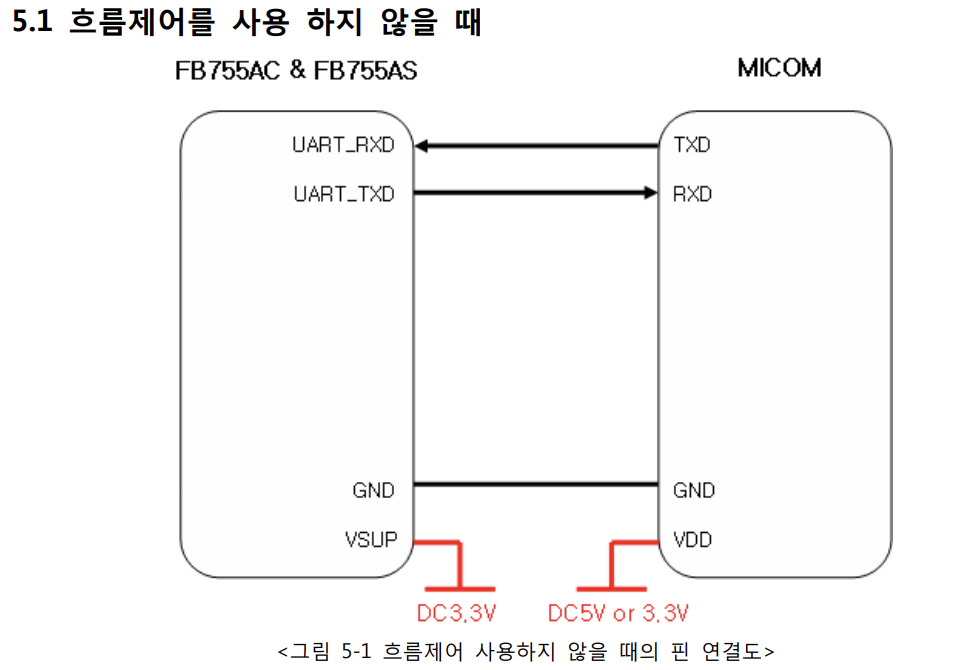 5.1 흐름제어를 사용 하지 않을 때
FB755AC & FB755AS
MICOM
UART_RXD
TXD
UART_TXD
RXD
GND
GND
VSUP
VDD
DC3.3V
DC5V or 3.3V
<그림 5-1 흐름제어 사용하지 않을 때의 핀 연결도>